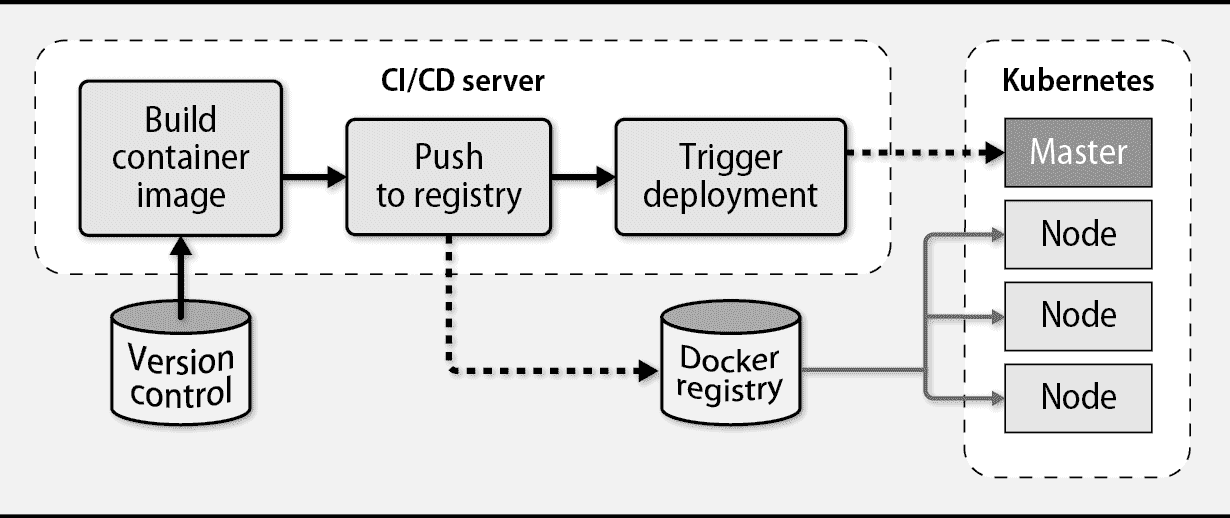 CI/CD server
Build
container
image
Push
to registry
Trigger
deployment
Version
control
Docker
registry
Kubernetes
Master
Node
Node
Node